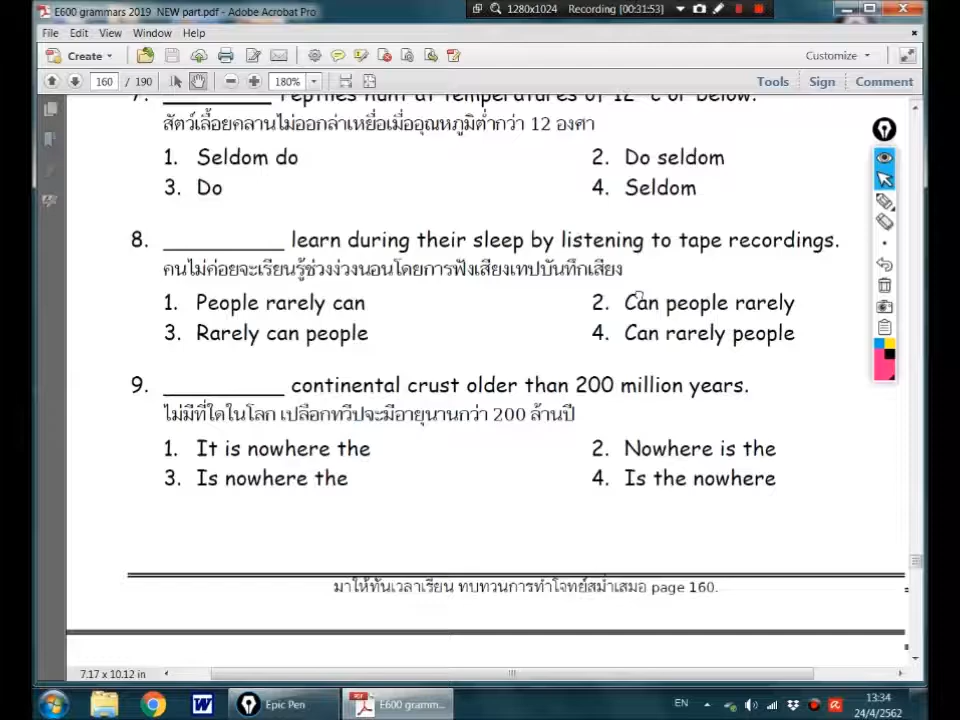 E600 grammars 2019 NEW part.pdf - Adobe Acrobat Pro
1280x1024 Recording [00:31:53]
File Edit View Window Help
Create Customize
160 / 190 180% Tools Sign Comment
7. ________ reptiles hunt at temperatures of 12 °c or below.
สัตว์เลื้อยคลานไม่ออกล่าเหยื่อเมื่ออุณหภูมิต่ำกว่า 12 องศา
1. Seldom do 2. Do seldom
3. Do 4. Seldom
8. _________ learn during their sleep by listening to tape recordings.
คนไม่ค่อยจะเรียนรู้ช่วงง่วงนอนโดยการฟังเสียงเทปบันทึกเสียง
1. People rarely can 2. Can people rarely
3. Rarely can people 4. Can rarely people
9. _________ continental crust older than 200 million years.
ไม่มีที่ใดในโลก เปลือกทวีปจะมีอายุนานกว่า 200 ล้านปี
1. It is nowhere the 2. Nowhere is the
3. Is nowhere the 4. Is the nowhere
มาให้ทันเวลาเรียน ทบทวนการทำโจทย์สม่ำเสมอ page 160.
7.17 x 10.12 in
Epic Pen E600 gramm... EN 13:34
24/4/2562